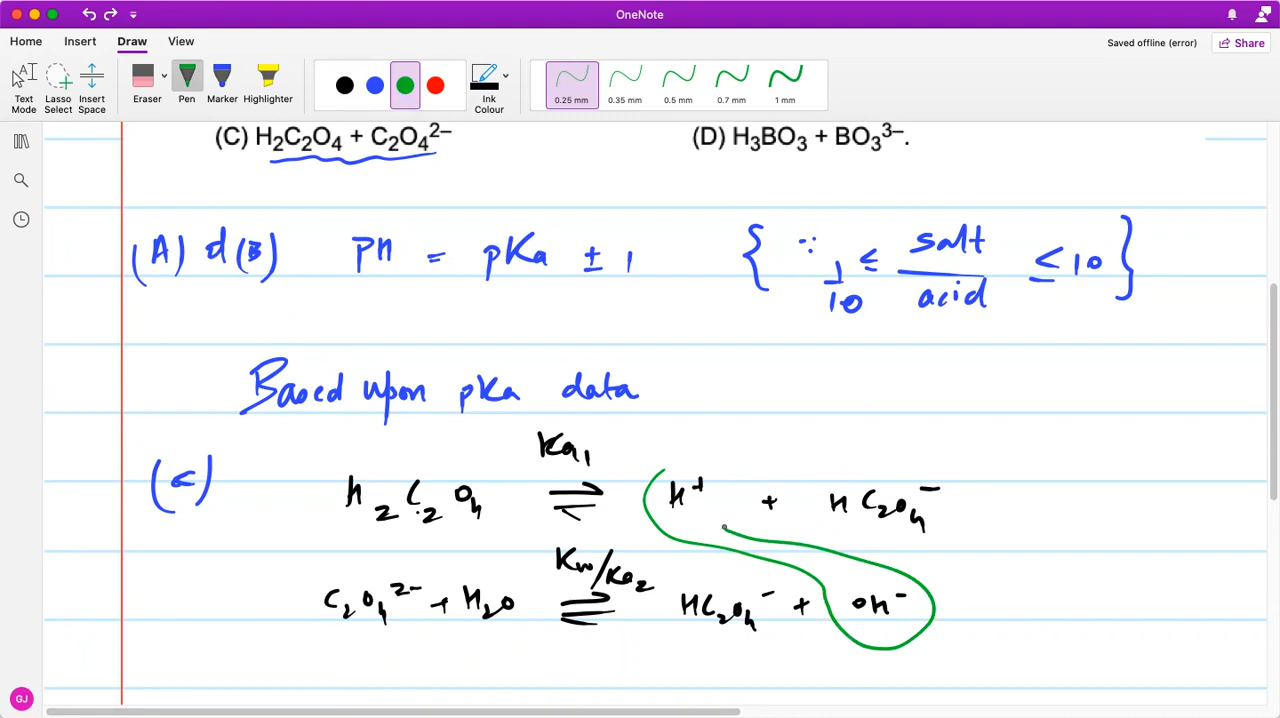 OneNote
Home Insert Draw View
Saved offline (error)
Share
Text Mode
Lasso Select
Insert Space
Eraser
Pen
Marker
Highlighter
Ink Colour
0.25 mm
0.35 mm
0.5 mm
0.7 mm
1 mm
(C) H₂C₂O₄ + C₂O₄²⁻ (D) H₃BO₃ + BO₃³⁻.
(A) d (B) pH = pKa ± 1 { ∵ 1/10 ≤ salt/acid ≤ 10 }
Based upon pKa data
Ka₁
(C) H₂C₂O₄ ⇌ H⁺ + HC₂O₄⁻
Kw/Ka₂
C₂O₄²⁻ + H₂O ⇌ HC₂O₄⁻ + OH⁻
GJ